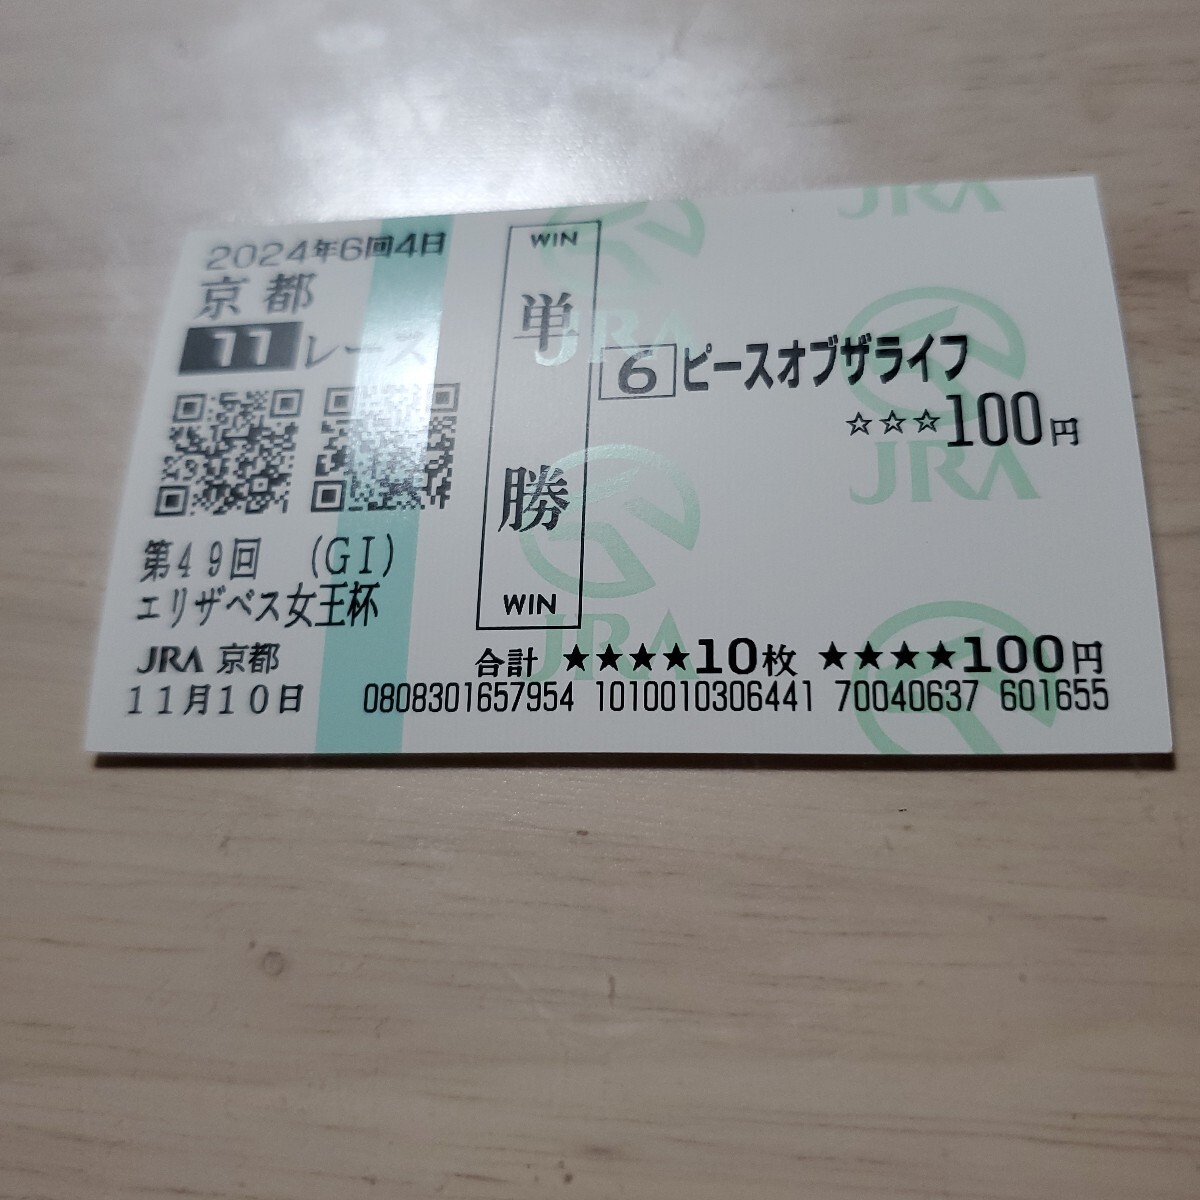 2024年6回4日
京都
11レース
第49回 (GI)
エリザベス女王杯
JRA 京都
11月10日
WIN
単勝
WIN
6 ピースオブザライフ
☆☆☆100円
合計 ★★★★10枚 ★★★★100円
0808301657954 1010010306441 70040637 601655
JRA
JRA
JRA
JRA